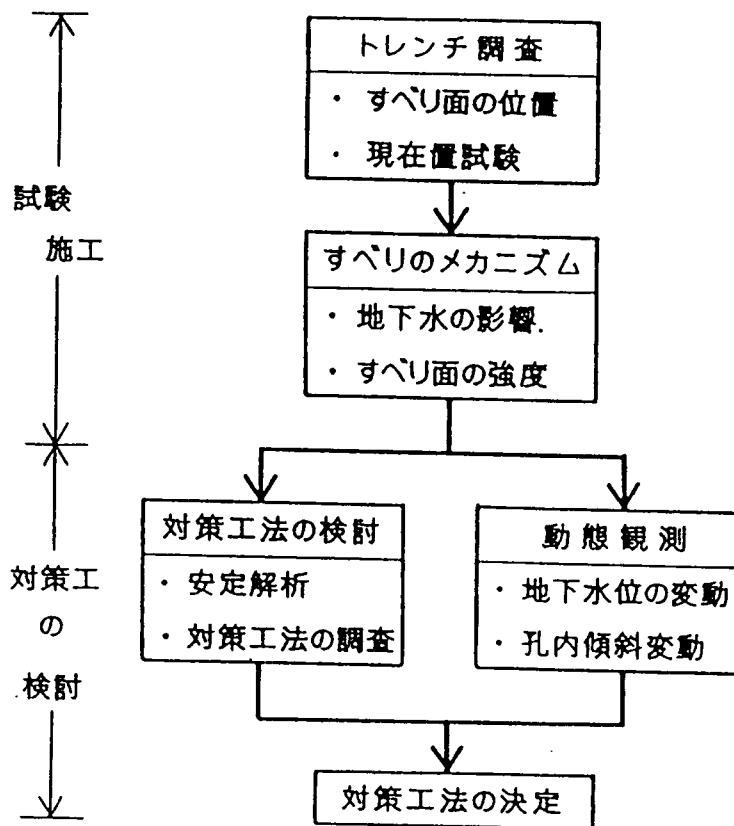 トレンチ調査
・すべり面の位置
・現在置試験
試験
施工
すべりのメカニズム
・地下水の影響.
・すべり面の強度
対策工の検討
対策工法の検討
・安定解析
・対策工法の調査
動態観測
・地下水位の変動
・孔内傾斜変動
対策工法の決定